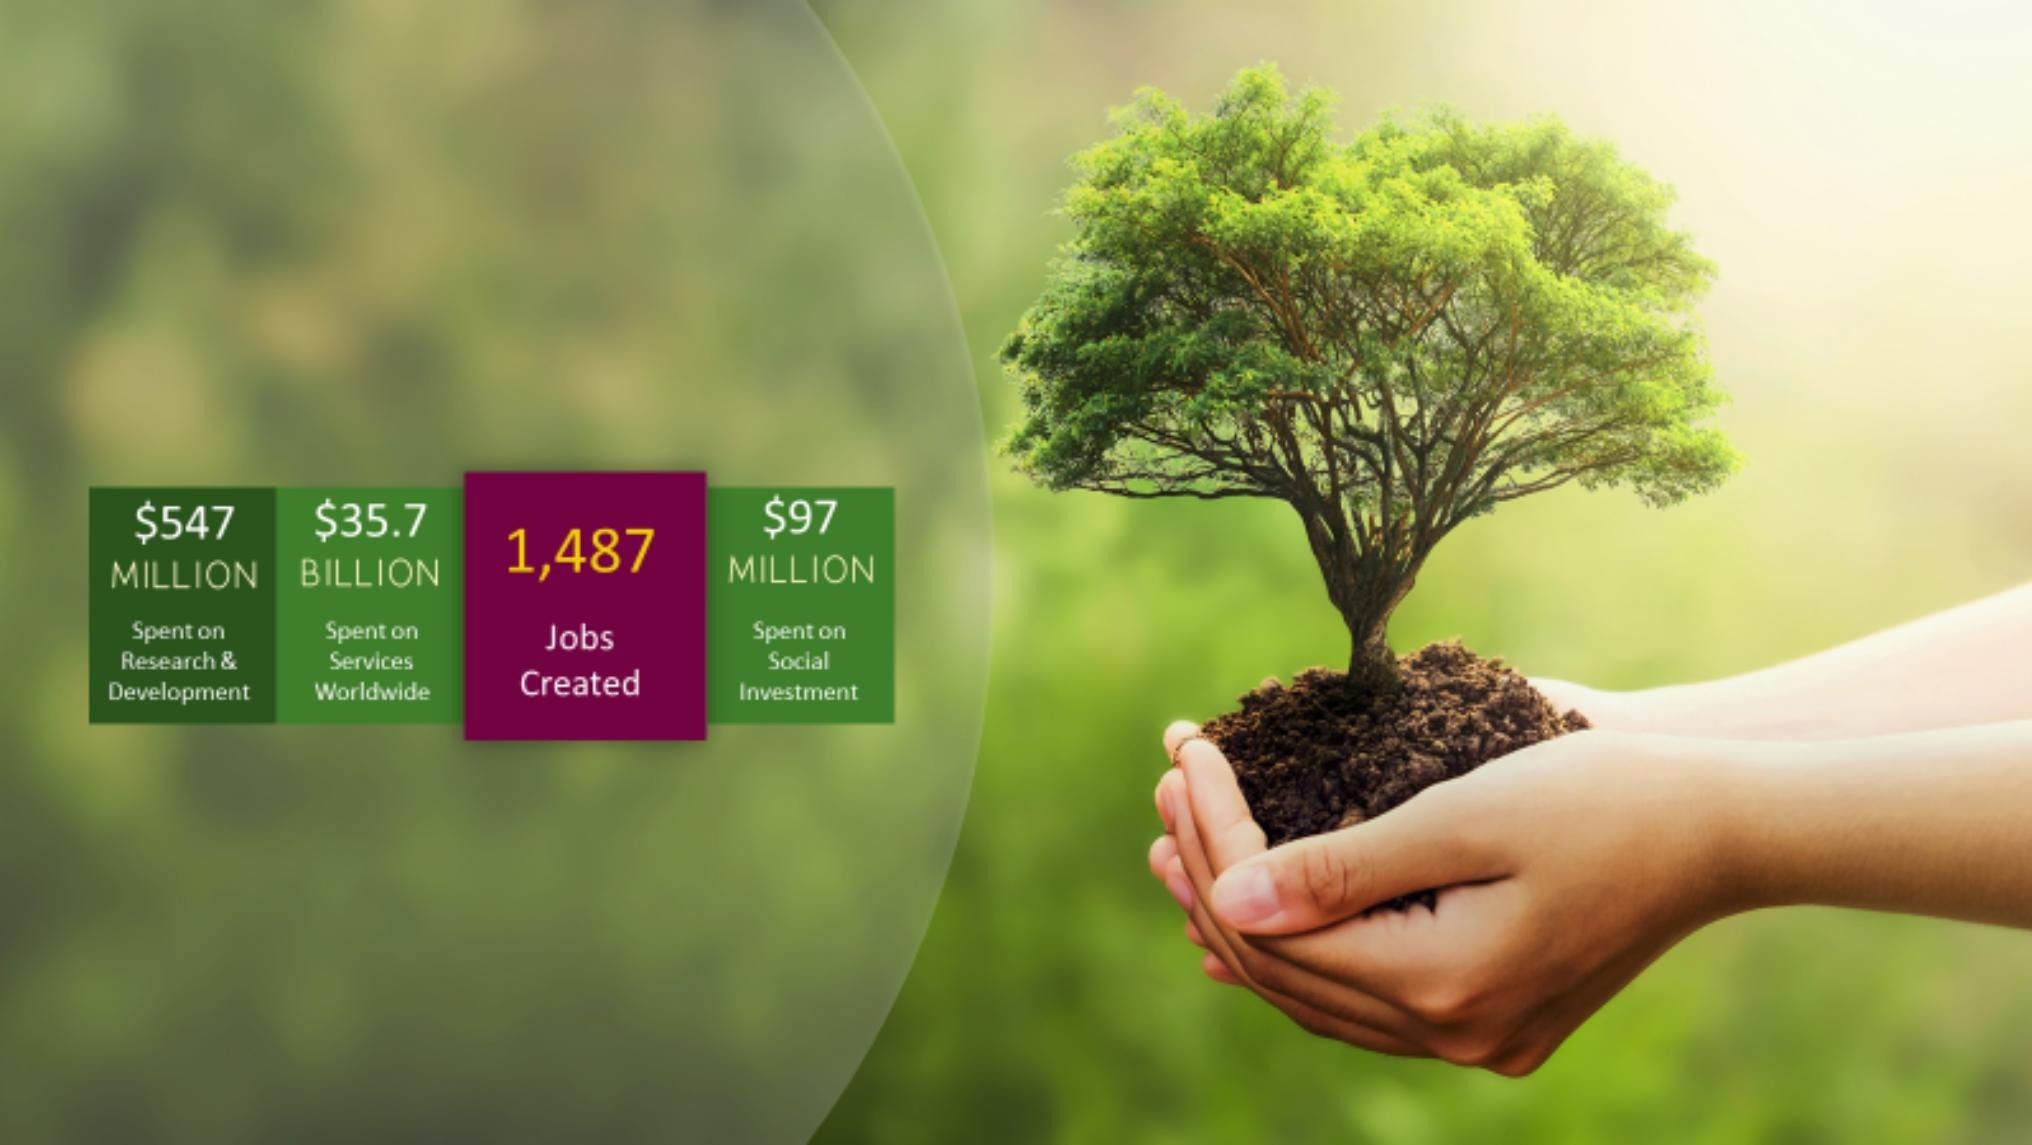 $547
MILLION
Spent on
Research &
Development
$35.7
BILLION
Spent on
Services
Worldwide
1,487
Jobs
Created
$97
MILLION
Spent on
Social
Investment